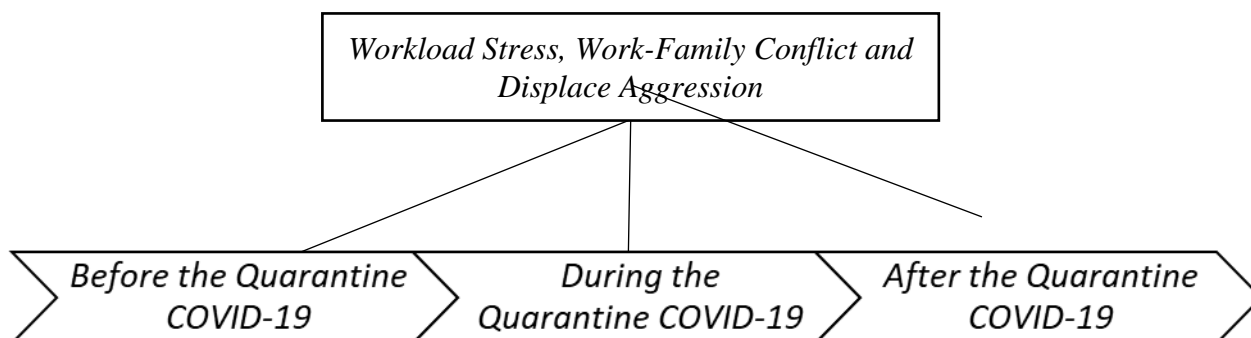 Workload Stress, Work-Family Conflict and
Displace Aggression
Before the Quarantine
COVID-19
During the
Quarantine COVID-19
After the Quarantine
COVID-19